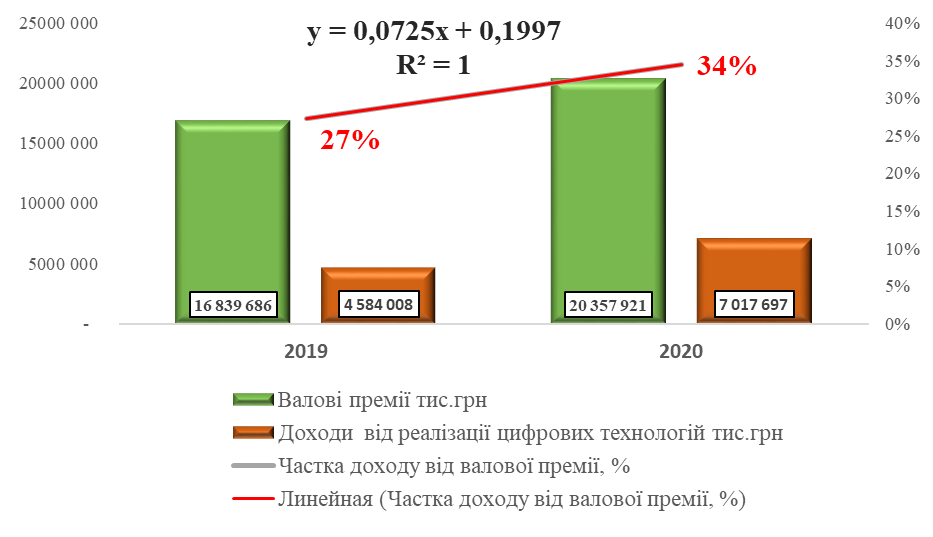 25000 000
20000 000
15000 000
10000 000
5000 000
-
y = 0,0725x + 0,1997
R² = 1
27%
34%
40%
35%
30%
25%
20%
15%
10%
5%
0%
16 839 686
4 584 008
20 357 921
7 017 697
2019
2020
Валові премії тис.грн
Доходи від реалізації цифрових технологій тис.грн
Частка доходу від валової премії, %
Линейная (Частка доходу від валової премії, %)